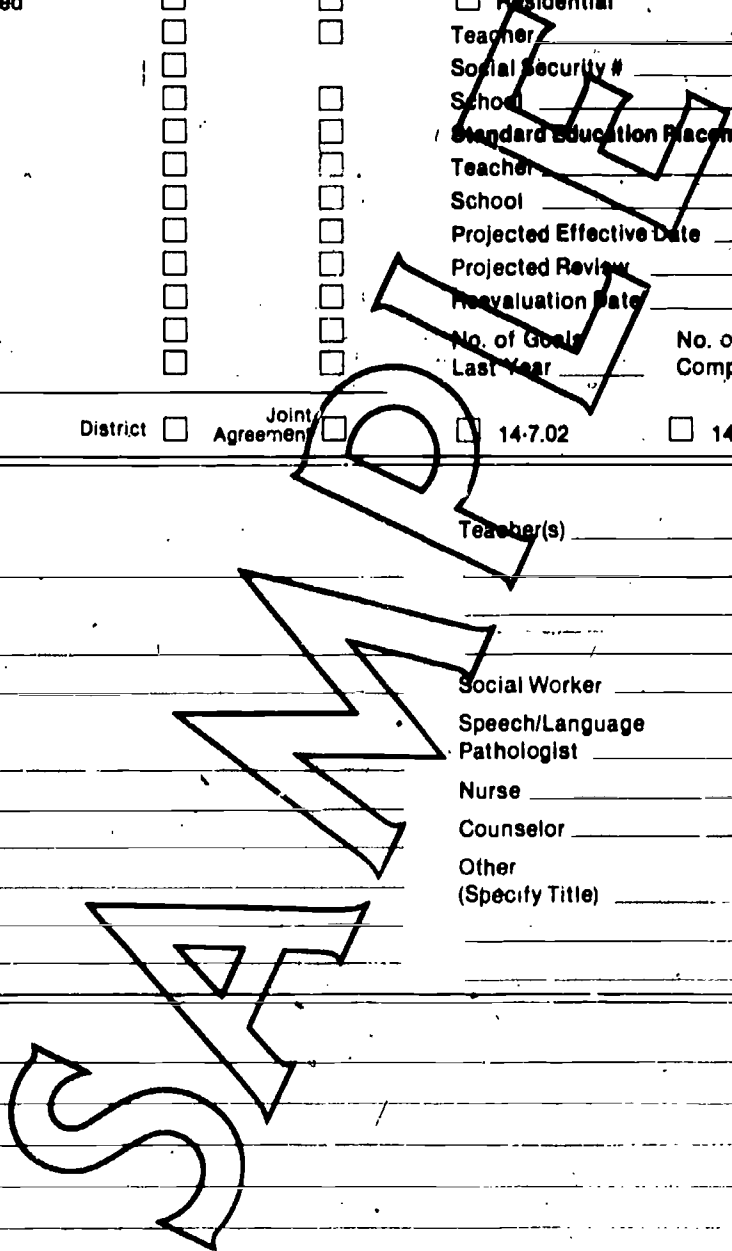 ed
Residential
Teacher
Social Security #
School
Standard Education Placem
Teacher
School
Projected Effective Date
Projected Review
Reevaluation Date
No. of Goals No. o
Last Year Comp
District Joint Agreement 14-7.02 14
Teacher(s)
Social Worker
Speech/Language
Pathologist
Nurse
Counselor
Other
(Specify Title)
SAMPLE